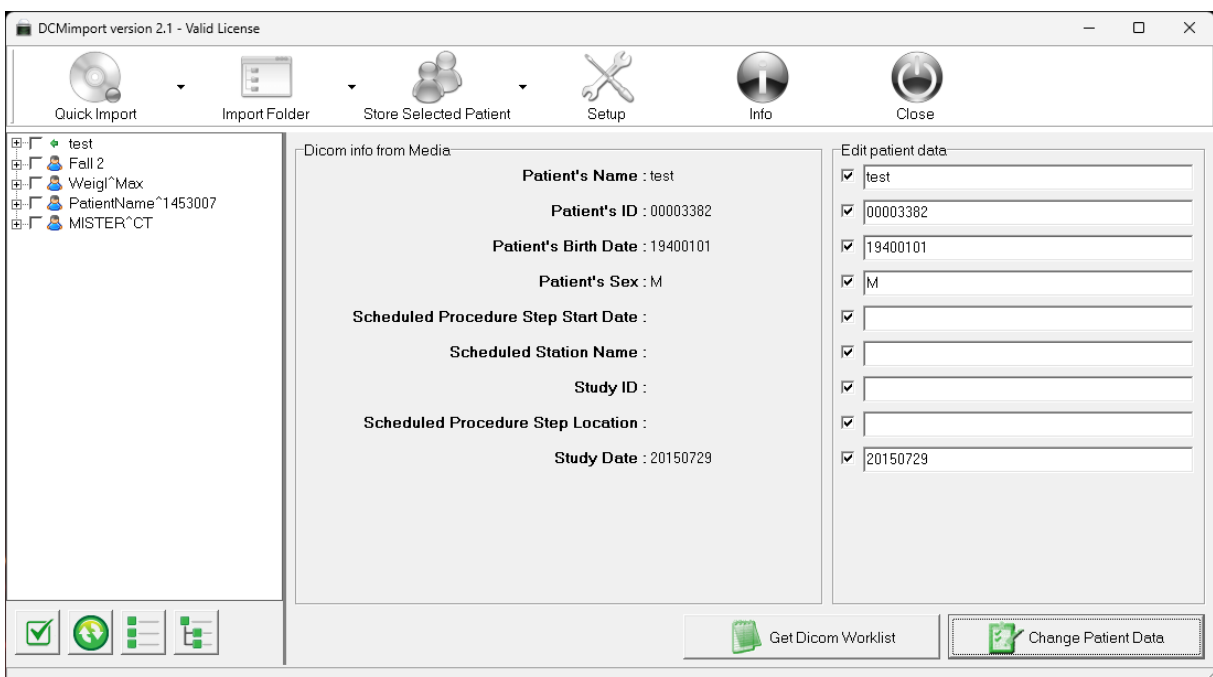 DCMimport version 2.1 - Valid License
Quick Import
Import Folder
Store Selected Patient
Setup
Info
Close
test
Fall 2
Weigl^Max
PatientName^1453007
MISTER^CT
Dicom info from Media
Patient's Name : test
Patient's ID : 00003382
Patient's Birth Date : 19400101
Patient's Sex : M
Scheduled Procedure Step Start Date :
Scheduled Station Name :
Study ID :
Scheduled Procedure Step Location :
Study Date : 20150729
Edit patient data
test
00003382
19400101
M
20150729
Get Dicom Worklist
Change Patient Data